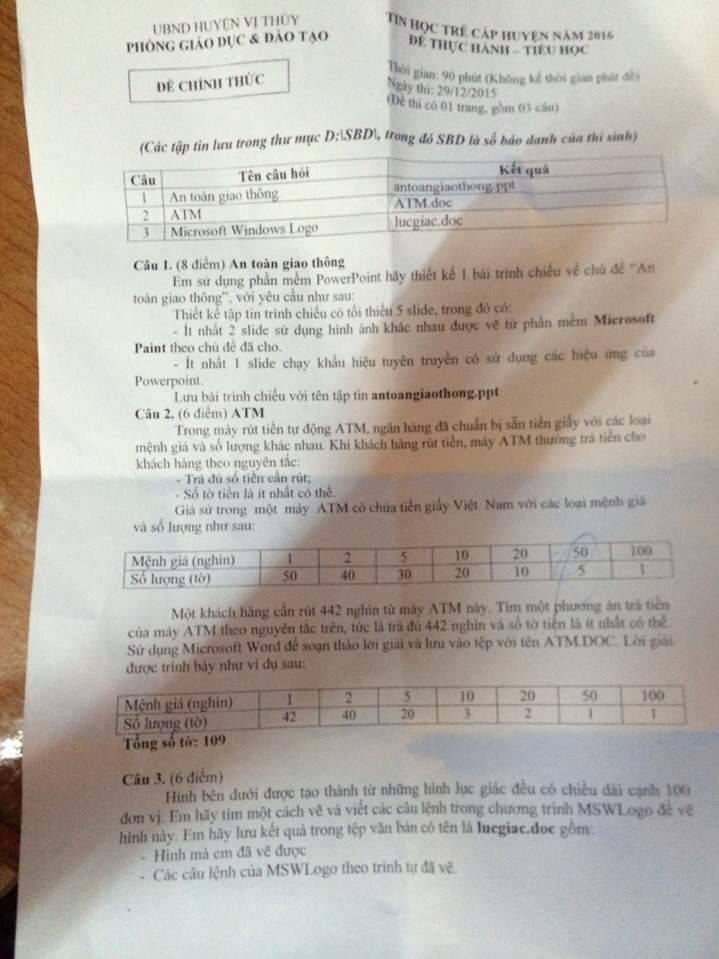 UBND HUYỆN VỊ THỦY
PHÒNG GIÁO DỤC & ĐÀO TẠO
ĐỀ CHÍNH THỨC
TIN HỌC TRẺ CẤP HUYỆN NĂM 2016
ĐỀ THỰC HÀNH – TIỂU HỌC
Thời gian: 90 phút (Không kể thời gian phát đề)
Ngày thi: 29/12/2015
(Đề thi có 01 trang, gồm 03 câu)
(Các tập tin lưu trong thư mục D:\SBD\, trong đó SBD là số báo danh của thí sinh)
Câu Tên câu hỏi Kết quả
1 An toàn giao thông antoangiaothong.ppt
2 ATM ATM.doc
3 Microsoft Windows Logo lucgiac.doc
Câu 1. (8 điểm) An toàn giao thông
Em sử dụng phần mềm PowerPoint hãy thiết kế 1 bài trình chiếu về chủ đề "An
toàn giao thông", với yêu cầu như sau:
Thiết kế tập tin trình chiếu có tối thiểu 5 slide, trong đó có:
- Ít nhất 2 slide sử dụng hình ảnh khác nhau được vẽ từ phần mềm Microsoft
Paint theo chủ đề đã cho.
- Ít nhất 1 slide chạy khẩu hiệu tuyên truyền có sử dụng các hiệu ứng của
Powerpoint.
Lưu bài trình chiếu với tên tập tin antoangiaothong.ppt
Câu 2. (6 điểm) ATM
Trong máy rút tiền tự động ATM, ngân hàng đã chuẩn bị sẵn tiền giấy với các loại
mệnh giá và số lượng khác nhau. Khi khách hàng rút tiền, máy ATM thường trả tiền cho
khách hàng theo nguyên tắc:
- Trả đủ số tiền cần rút;
- Số tờ tiền là ít nhất có thể.
Giả sử trong một máy ATM có chứa tiền giấy Việt Nam với các loại mệnh giá
và số lượng như sau:
Mệnh giá (nghìn) 1 2 5 10 20 50 100
Số lượng (tờ) 50 40 30 20 10 5 1
Một khách hàng cần rút 442 nghìn từ máy ATM này. Tìm một phương án trả tiền
của máy ATM theo nguyên tắc trên, tức là trả đủ 442 nghìn và số tờ tiền là ít nhất có thể.
Sử dụng Microsoft Word để soạn thảo lời giải và lưu vào tệp với tên ATM.DOC. Lời giải
được trình bày như ví dụ sau:
Mệnh giá (nghìn) 1 2 5 10 20 50 100
Số lượng (tờ) 42 40 20 3 2 1 1
Tổng số tờ: 109
Câu 3. (6 điểm)
Hình bên dưới được tạo thành từ những hình lục giác đều có chiều dài cạnh 100
đơn vị. Em hãy tìm một cách vẽ và viết các câu lệnh trong chương trình MSWLogo để vẽ
hình này. Em hãy lưu kết quả trong tệp văn bản có tên là lucgiac.doc gồm:
- Hình mà em đã vẽ được
- Các câu lệnh của MSWLogo theo trình tự đã vẽ.